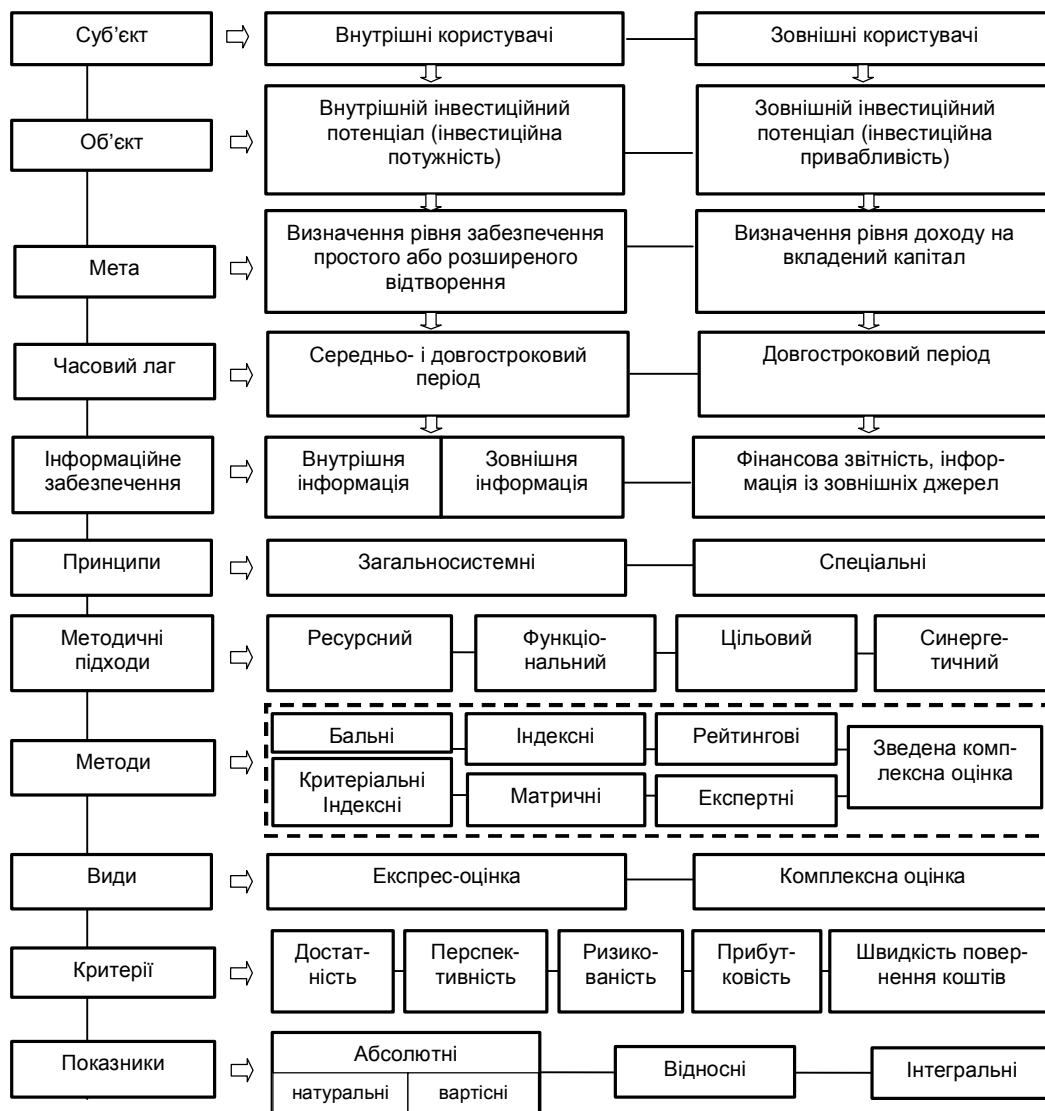 Суб’єкт
Внутрішні користувачі
Зовнішні користувачі
Об’єкт
Внутрішній інвестиційний
потенціал (інвестиційна
потужність)
Зовнішній інвестиційний
потенціал (інвестиційна
привабливість)
Мета
Визначення рівня забезпечення
простого або розширеного
відтворення
Визначення рівня доходу на
вкладений капітал
Часовий лаг
Середньо- і довгостроковий
період
Довгостроковий період
Інформаційне
забезпечення
Внутрішня
інформація
Зовнішня
інформація
Фінансова звітність, інфор-
мація із зовнішніх джерел
Принципи
Загальносистемні
Спеціальні
Методичні
підходи
Ресурсний
Функціо-
нальний
Цільовий
Синерге-
тичний
Методи
Бальні
Індексні
Рейтингові
Зведена комп-
лексна оцінка
Критеріальні
Індексні
Матричні
Експертні
Види
Експрес-оцінка
Комплексна оцінка
Критерії
Достат-
ність
Перспек-
тивність
Ризико-
ваність
Прибут-
ковість
Швидкість повер-
нення коштів
Показники
Абсолютні
натуральні
вартісні
Відносні
Інтегральні